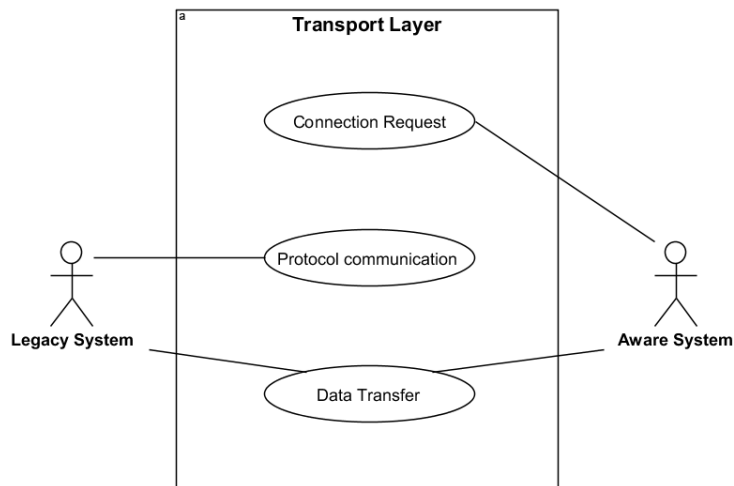 a
Transport Layer
Connection Request
Protocol communication
Legacy System
Aware System
Data Transfer